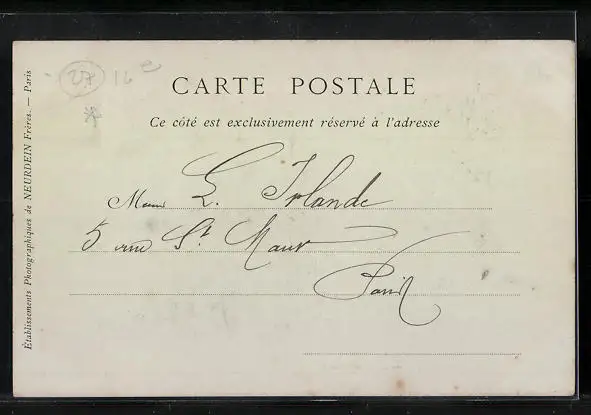 27 16e
CARTE POSTALE
Ce côté est exclusivement réservé à l'adresse
L. Irlande
5 rue St. Maur
Paris
Établissements Photographiques de NEURDEIN Frères. — Paris